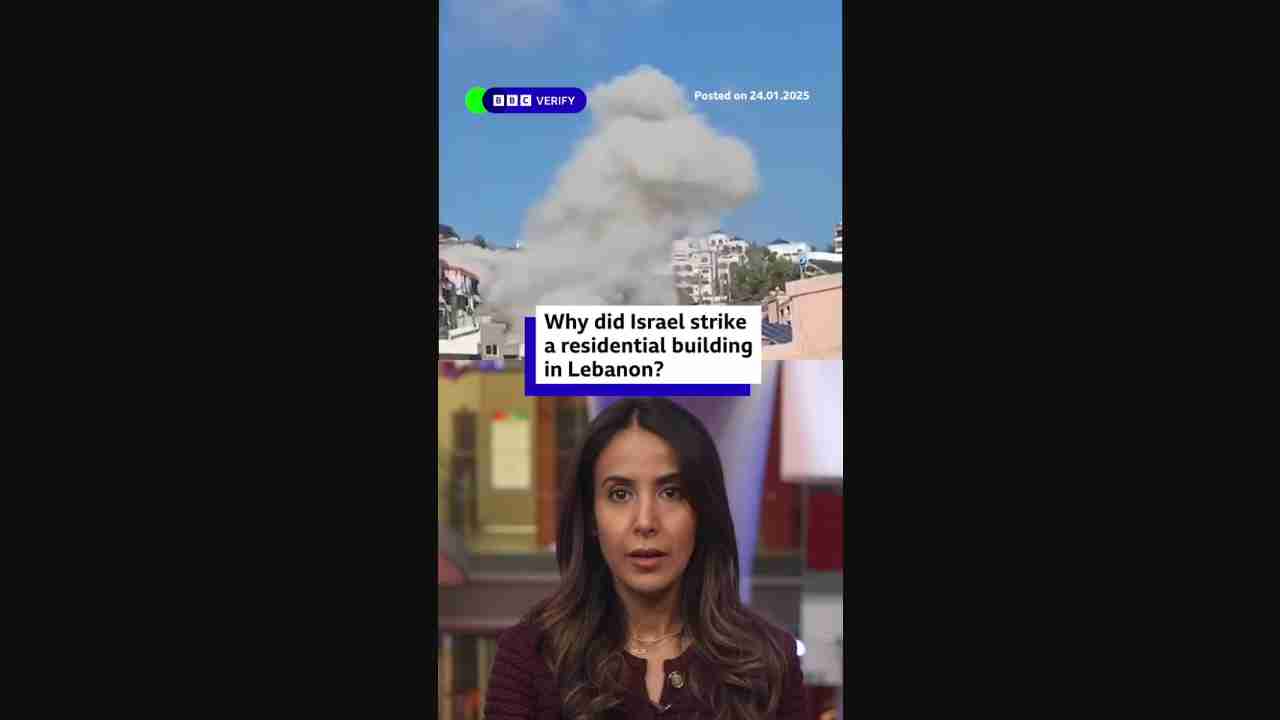 BBC VERIFY
Posted on 24.01.2025
Why did Israel strike
a residential building
in Lebanon?